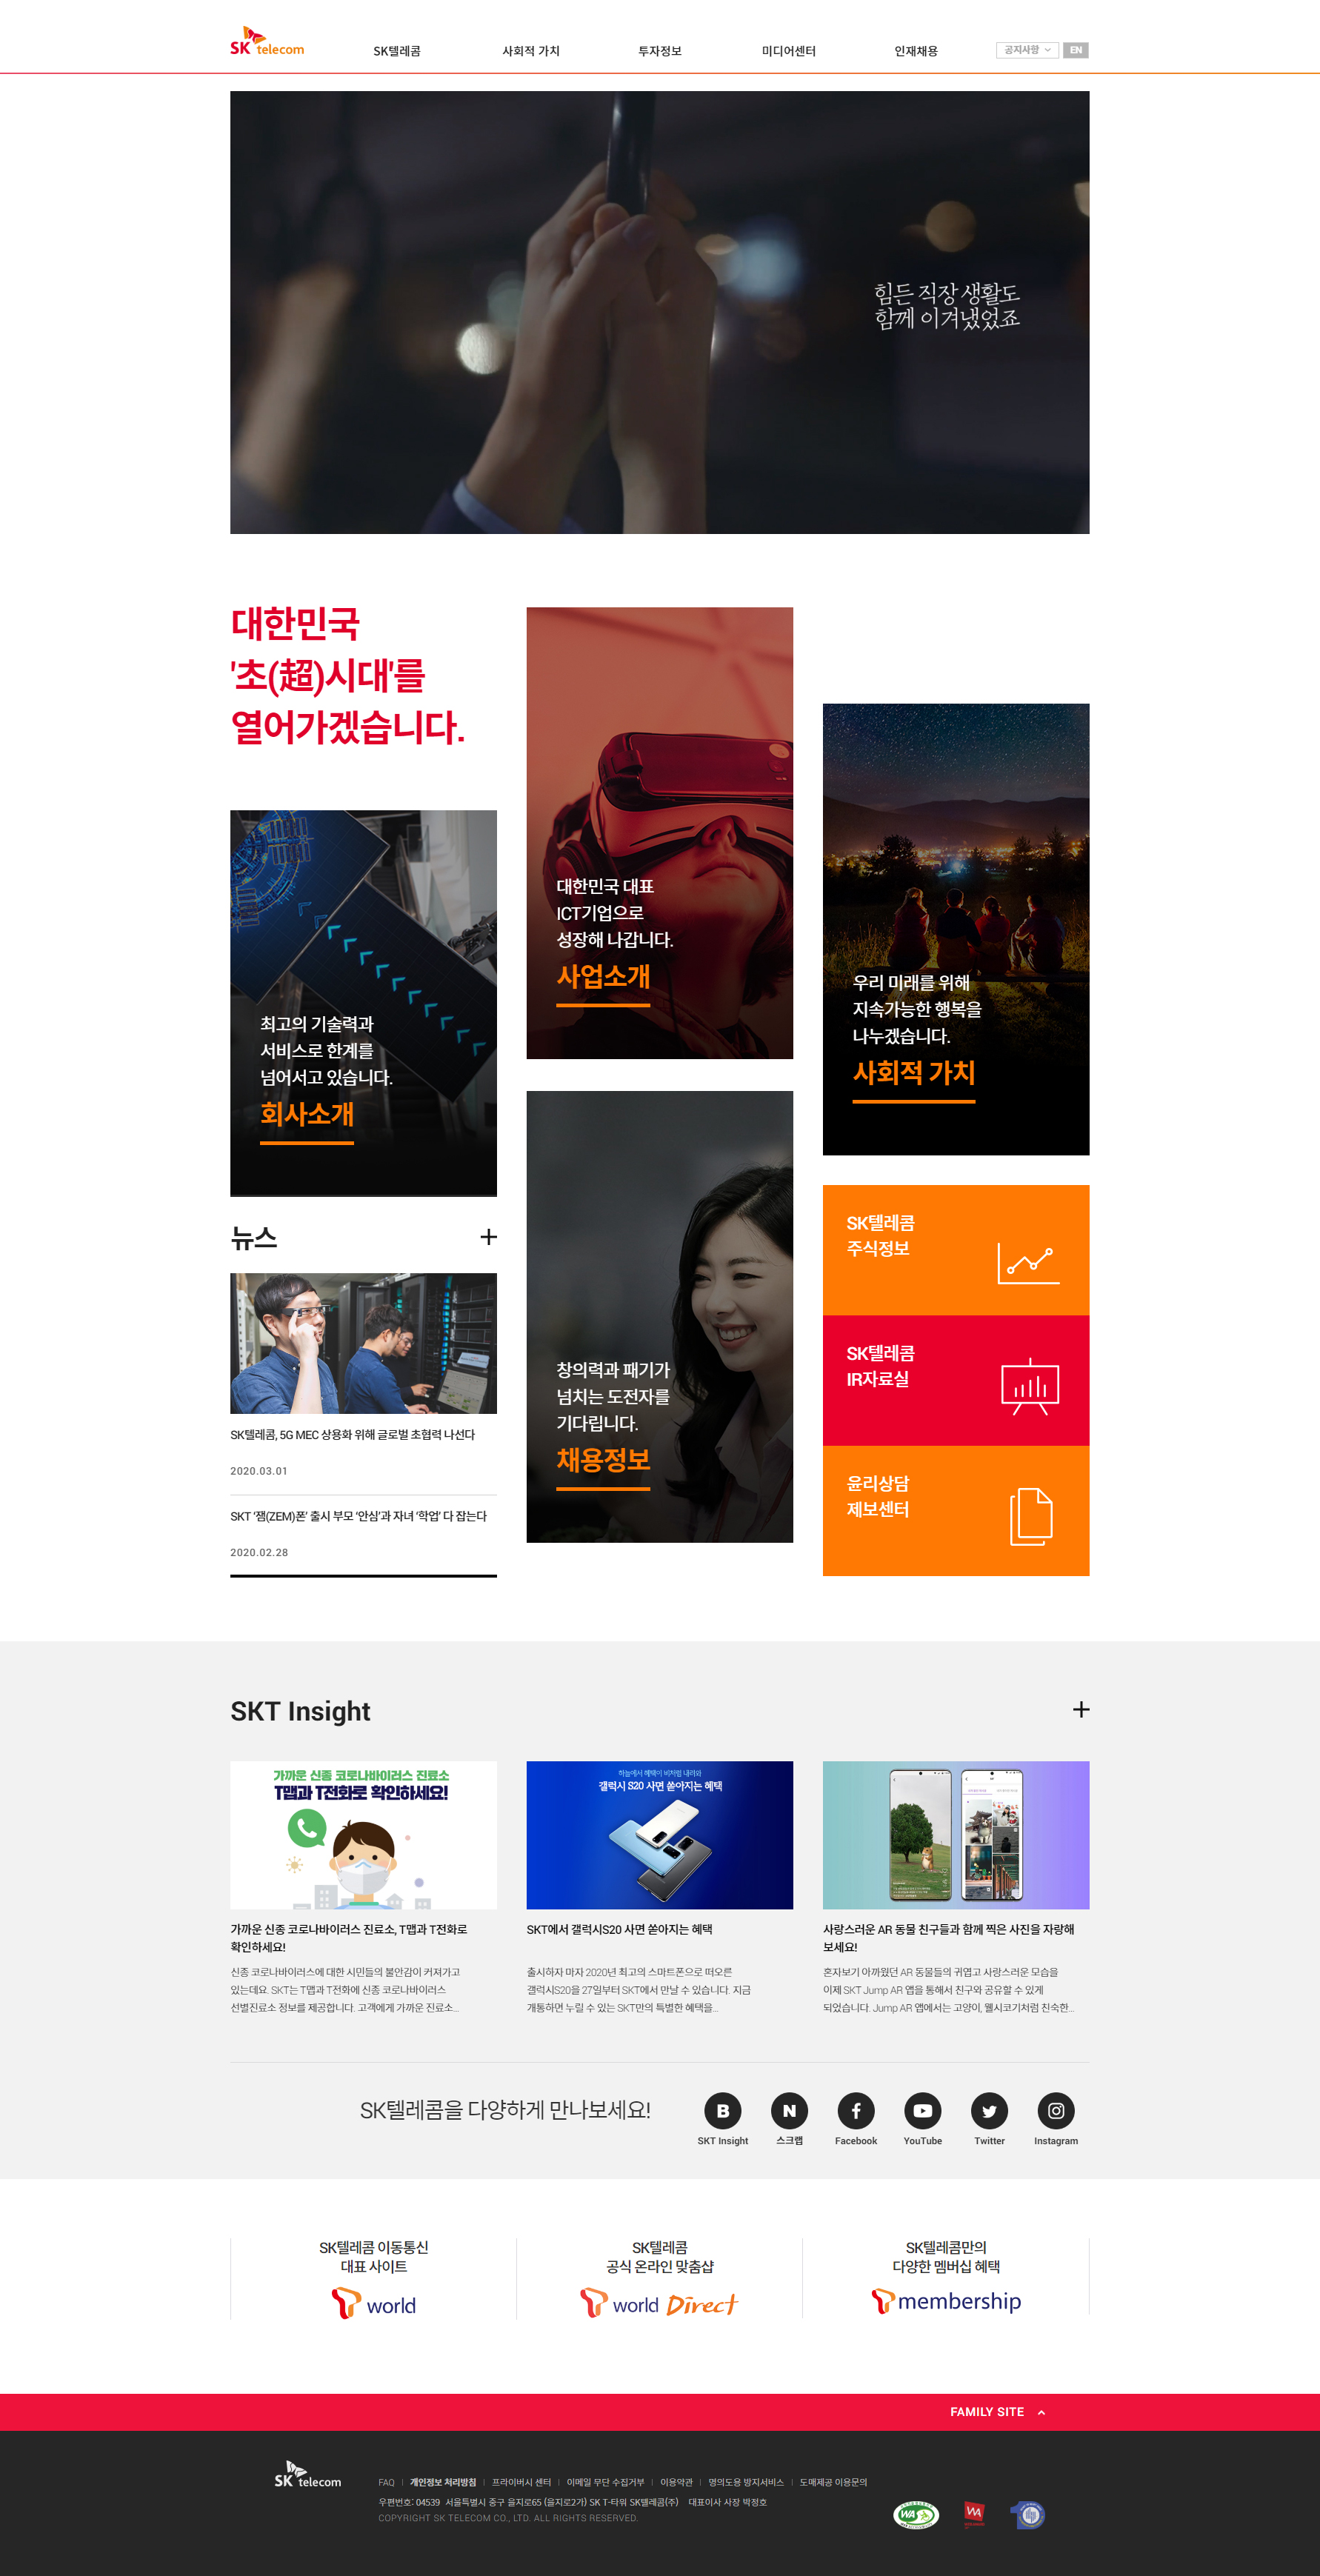 SK telecom
SK텔레콤
사회적 가치
투자정보
미디어센터
인재채용
공지사항
EN
힘든 직장 생활도
함께 이겨냈었죠
대한민국
'초(超)시대'를
열어가겠습니다.
대한민국 대표
ICT기업으로
성장해 나갑니다.
사업소개
우리 미래를 위해
지속가능한 행복을
나누겠습니다.
사회적 가치
최고의 기술력과
서비스로 한계를
넘어서고 있습니다.
회사소개
뉴스
SK텔레콤, 5G MEC 상용화 위해 글로벌 초협력 나선다
2020.03.01
SKT ‘잼(ZEM)폰’ 출시 부모 ‘안심’과 자녀 ‘학업’ 다 잡는다
2020.02.28
창의력과 패기가
넘치는 도전자를
기다립니다.
채용정보
SK텔레콤
주식정보
SK텔레콤
IR자료실
윤리상담
제보센터
SKT Insight
가까운 신종 코로나바이러스 진료소
T맵과 T전화로 확인하세요!
하늘에서 혜택이 비처럼 내려와
갤럭시 S20 사면 쏟아지는 혜택
가까운 신종 코로나바이러스 진료소, T맵과 T전화로
확인하세요!
신종 코로나바이러스에 대한 시민들의 불안감이 커져가고
있는데요. SKT는 T맵과 T전화에 신종 코로나바이러스
선별진료소 정보를 제공합니다. 고객에게 가까운 진료소...
SKT에서 갤럭시S20 사면 쏟아지는 혜택
출시하자 마자 2020년 최고의 스마트폰으로 떠오른
갤럭시S20을 27일부터 SKT에서 만날 수 있습니다. 지금
개통하면 누릴 수 있는 SKT만의 특별한 혜택을...
사랑스러운 AR 동물 친구들과 함께 찍은 사진을 자랑해
보세요!
혼자보기 아까웠던 AR 동물들의 귀엽고 사랑스러운 모습을
이제 SKT Jump AR 앱을 통해서 친구와 공유할 수 있게
되었습니다. Jump AR 앱에서는 고양이, 웰시코기처럼 친숙한...
SK텔레콤을 다양하게 만나보세요!
B
N
SKT Insight
스크랩
Facebook
YouTube
Twitter
Instagram
SK텔레콤 이동통신
대표 사이트
T world
SK텔레콤
공식 온라인 맞춤샵
T world Direct
SK텔레콤만의
다양한 멤버십 혜택
T membership
FAMILY SITE
SK telecom
FAQ
개인정보 처리방침
프라이버시 센터
이메일 무단 수집거부
이용약관
명의도용 방지서비스
도매제공 이용문의
우편번호: 04539 서울특별시 중구 을지로65 (을지로2가) SK T-타워 SK텔레콤(주) 대표이사 사장 박정호
COPYRIGHT SK TELECOM CO., LTD. ALL RIGHTS RESERVED.
WA
WA